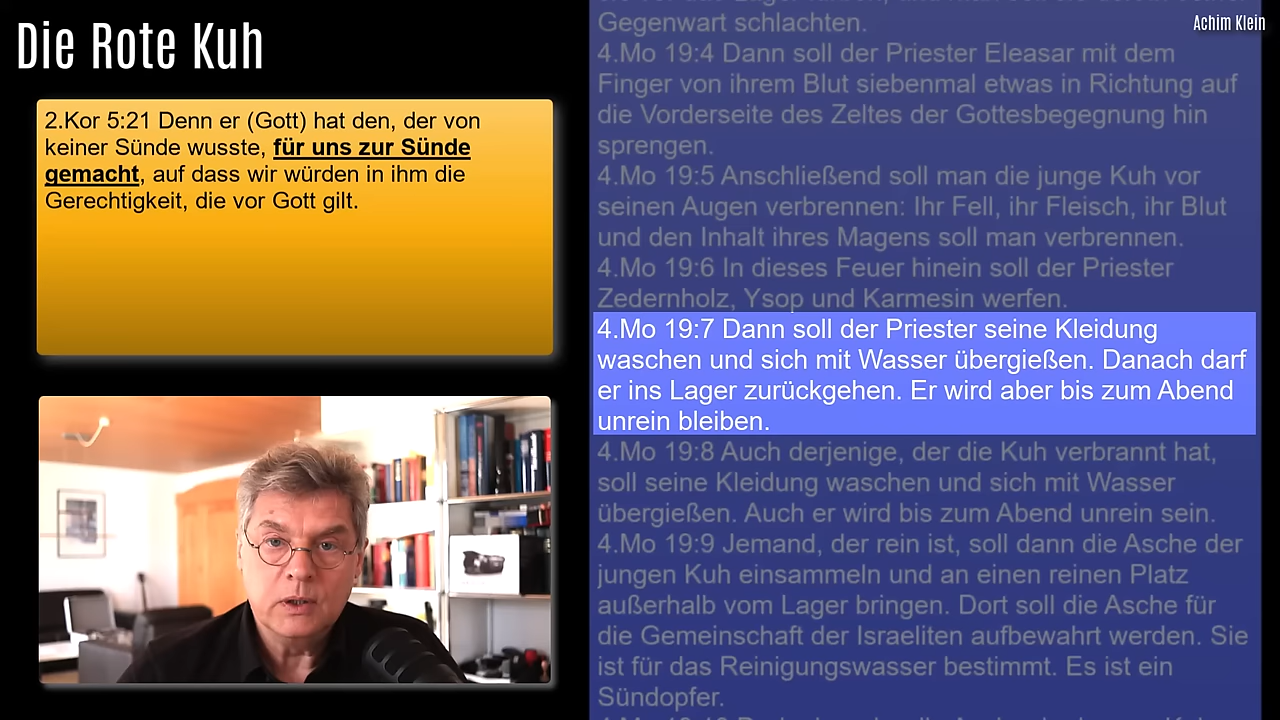 Die Rote Kuh
2.Kor 5:21 Denn er (Gott) hat den, der von
keiner Sünde wusste, für uns zur Sünde
gemacht, auf dass wir würden in ihm die
Gerechtigkeit, die vor Gott gilt.
Achim Klein
Gegenwart schlachten.
4.Mo 19:4 Dann soll der Priester Eleasar mit dem
Finger von ihrem Blut siebenmal etwas in Richtung auf
die Vorderseite des Zeltes der Gottesbegegnung hin
sprengen.
4.Mo 19:5 Anschließend soll man die junge Kuh vor
seinen Augen verbrennen: Ihr Fell, ihr Fleisch, ihr Blut
und den Inhalt ihres Magens soll man verbrennen.
4.Mo 19:6 In dieses Feuer hinein soll der Priester
Zedernholz, Ysop und Karmesin werfen.
4.Mo 19:7 Dann soll der Priester seine Kleidung
waschen und sich mit Wasser übergießen. Danach darf
er ins Lager zurückgehen. Er wird aber bis zum Abend
unrein bleiben.
4.Mo 19:8 Auch derjenige, der die Kuh verbrannt hat,
soll seine Kleidung waschen und sich mit Wasser
übergießen. Auch er wird bis zum Abend unrein sein.
4.Mo 19:9 Jemand, der rein ist, soll dann die Asche der
jungen Kuh einsammeln und an einen reinen Platz
außerhalb vom Lager bringen. Dort soll die Asche für
die Gemeinschaft der Israeliten aufbewahrt werden. Sie
ist für das Reinigungswasser bestimmt. Es ist ein
Sündopfer.